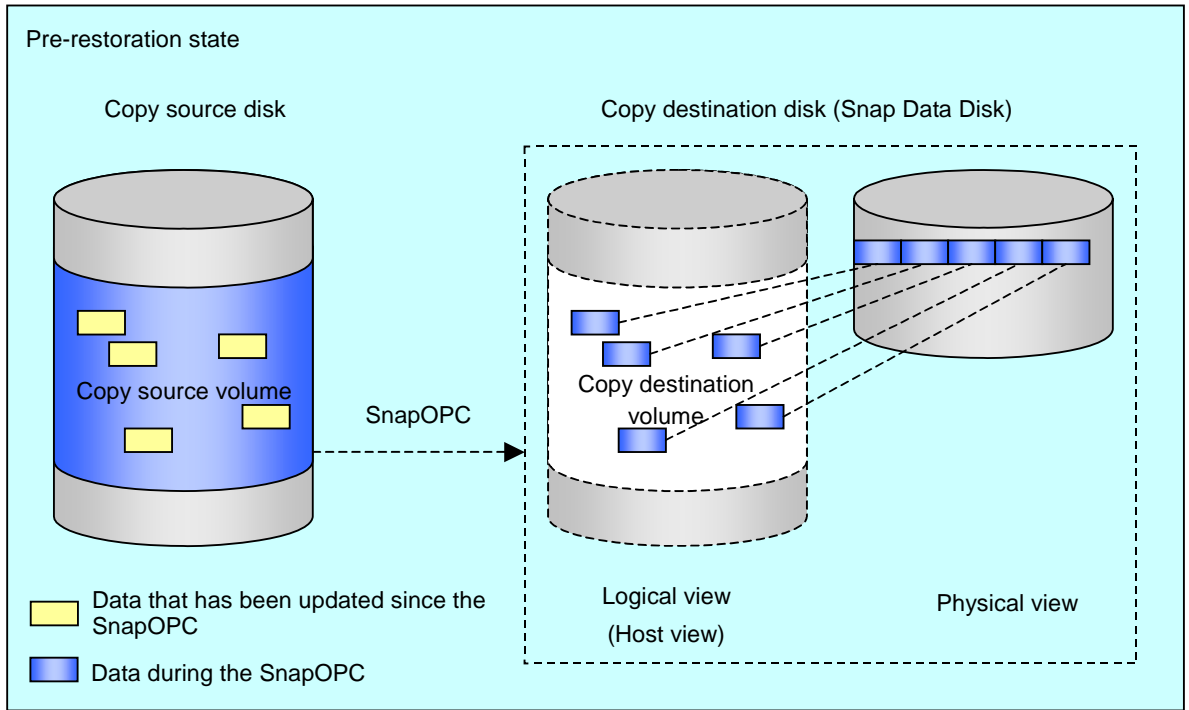 Pre-restoration state
Copy source disk
Copy destination disk (Snap Data Disk)
Copy source volume
SnapOPC
Copy destination
volume
Logical view
(Host view)
Physical view
Data that has been updated since the
SnapOPC
Data during the SnapOPC